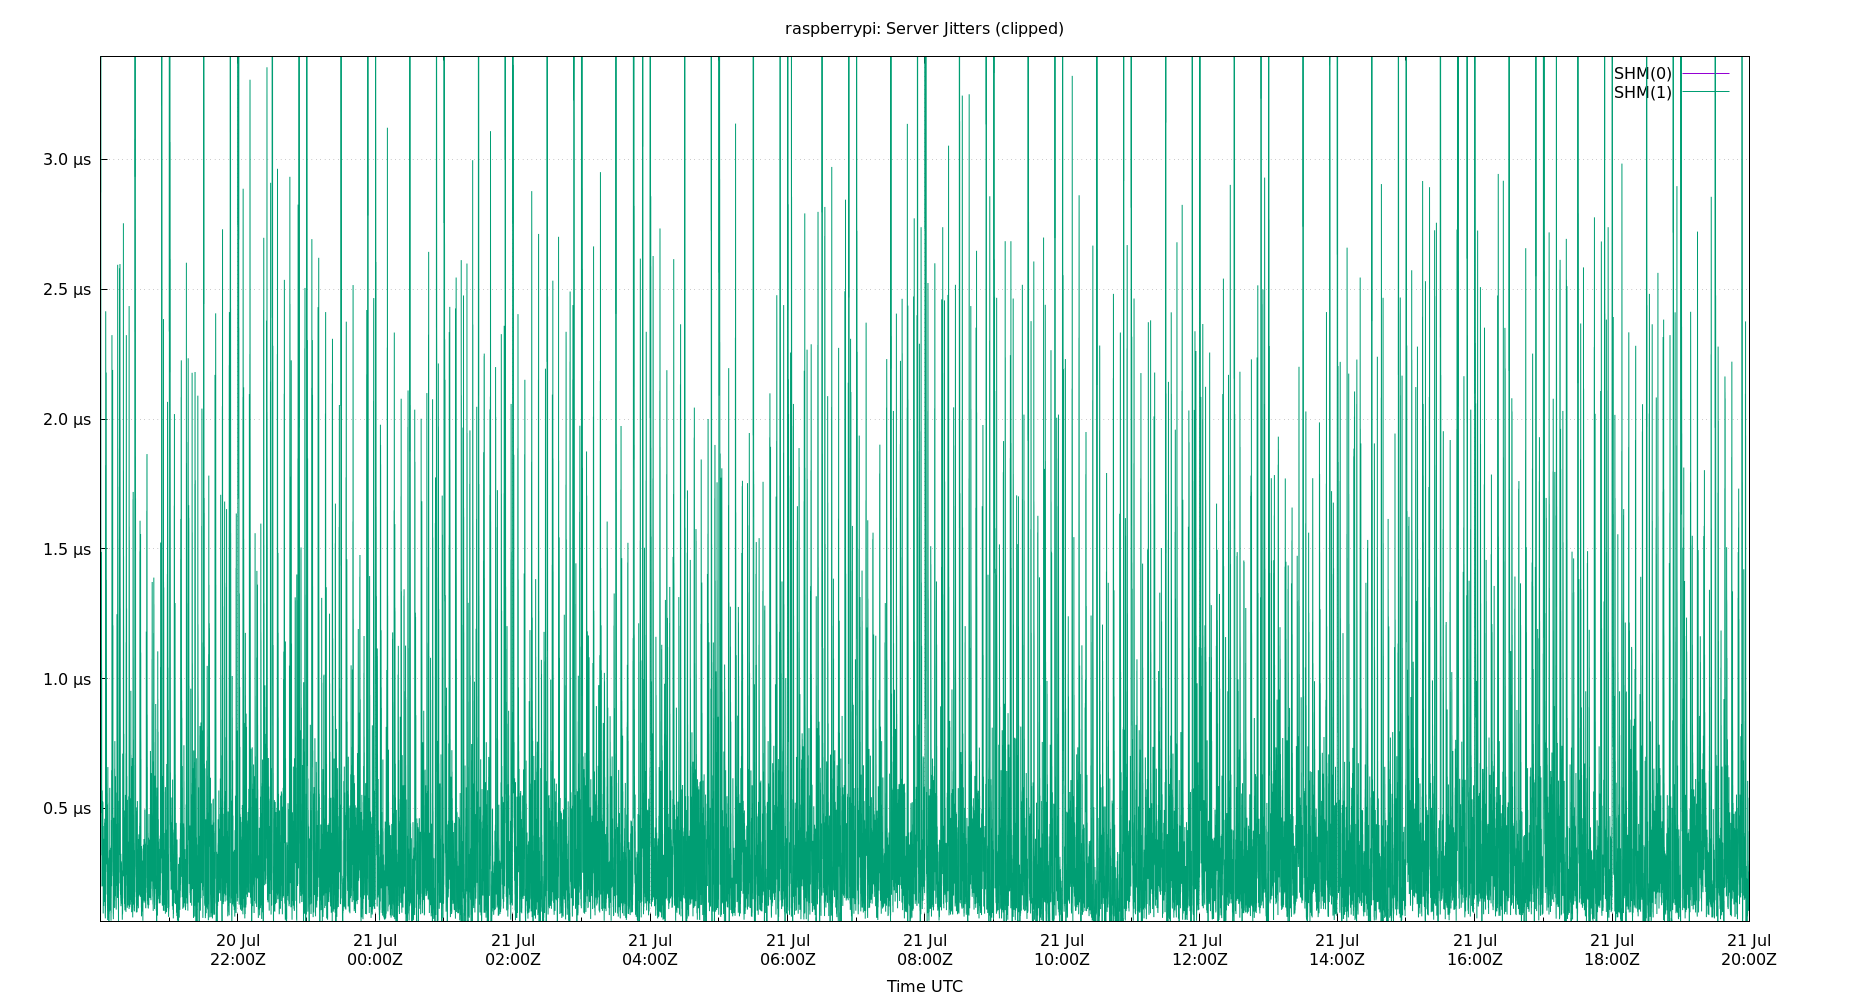 raspberrypi: Server Jitters (clipped)
SHM(0)
SHM(1)
3.0 μs
2.5 μs
2.0 μs
1.5 μs
1.0 μs
0.5 μs
20 Jul 21 Jul 21 Jul 21 Jul 21 Jul 21 Jul 21 Jul 21 Jul 21 Jul 21 Jul 21 Jul 21 Jul
22:00Z 00:00Z 02:00Z 04:00Z 06:00Z 08:00Z 10:00Z 12:00Z 14:00Z 16:00Z 18:00Z 20:00Z
Time UTC